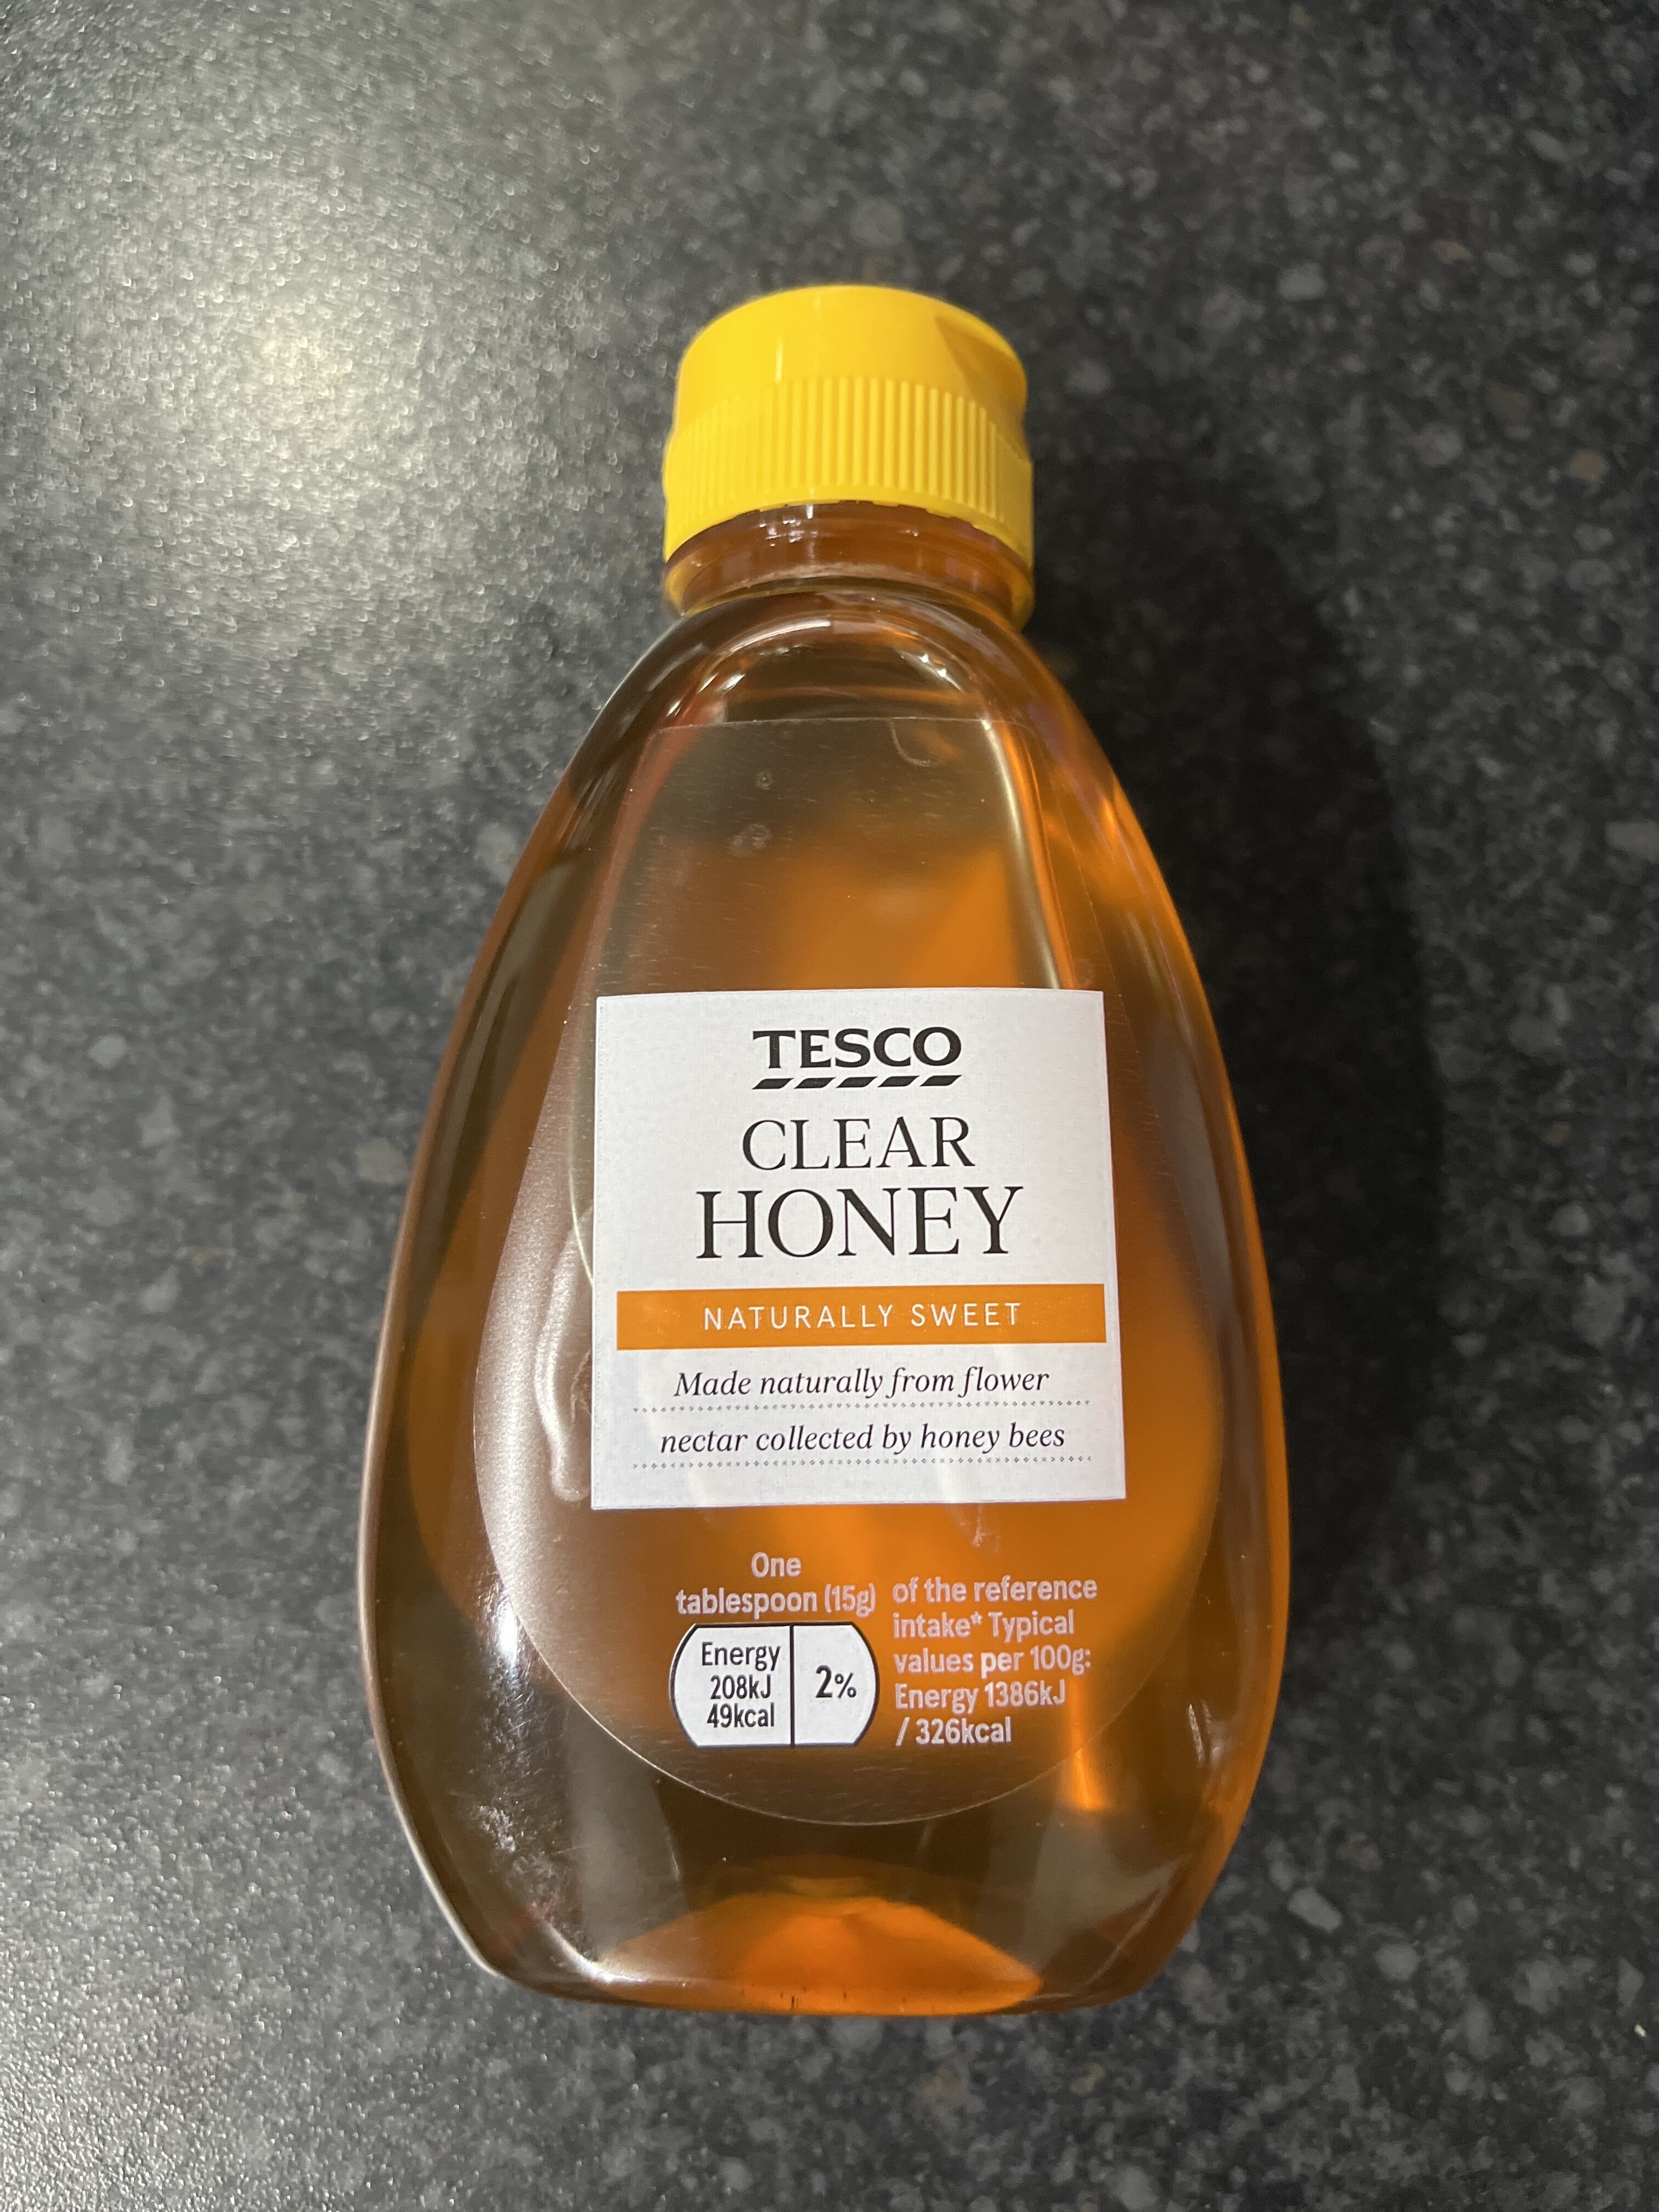 TESCO
CLEAR
HONEY
NATURALLY SWEET
Made naturally from flower
nectar collected by honey bees
One
tablespoon (15g)
Energy
208kJ
49kcal
2%
of the reference
intake* Typical
values per 100g:
Energy 1386kJ
/ 326kcal